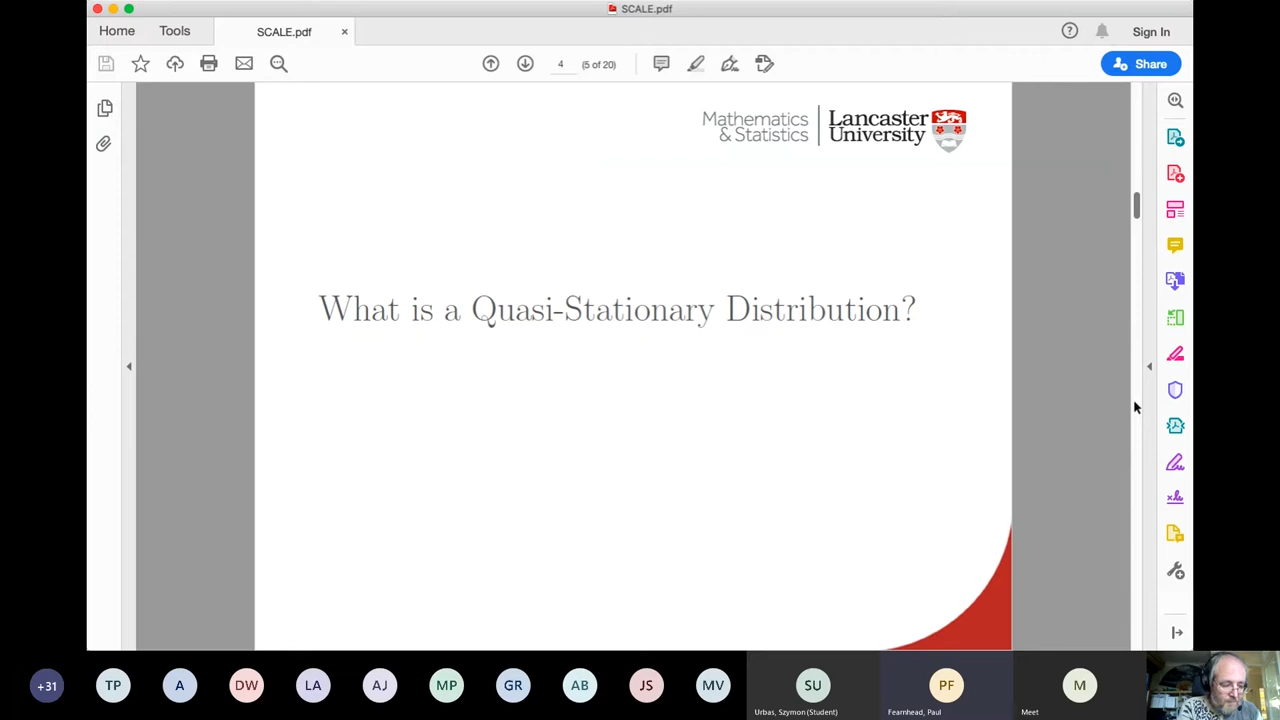 SCALE.pdf
Home
Tools
SCALE.pdf
×
Sign In
4
(5 of 20)
Share
Mathematics
& Statistics
Lancaster
University
What is a Quasi-Stationary Distribution?
+31
TP
A
DW
LA
AJ
MP
GR
AB
JS
MV
SU
PF
M
Urbas, Szymon (Student)
Fearnhead, Paul
Meet